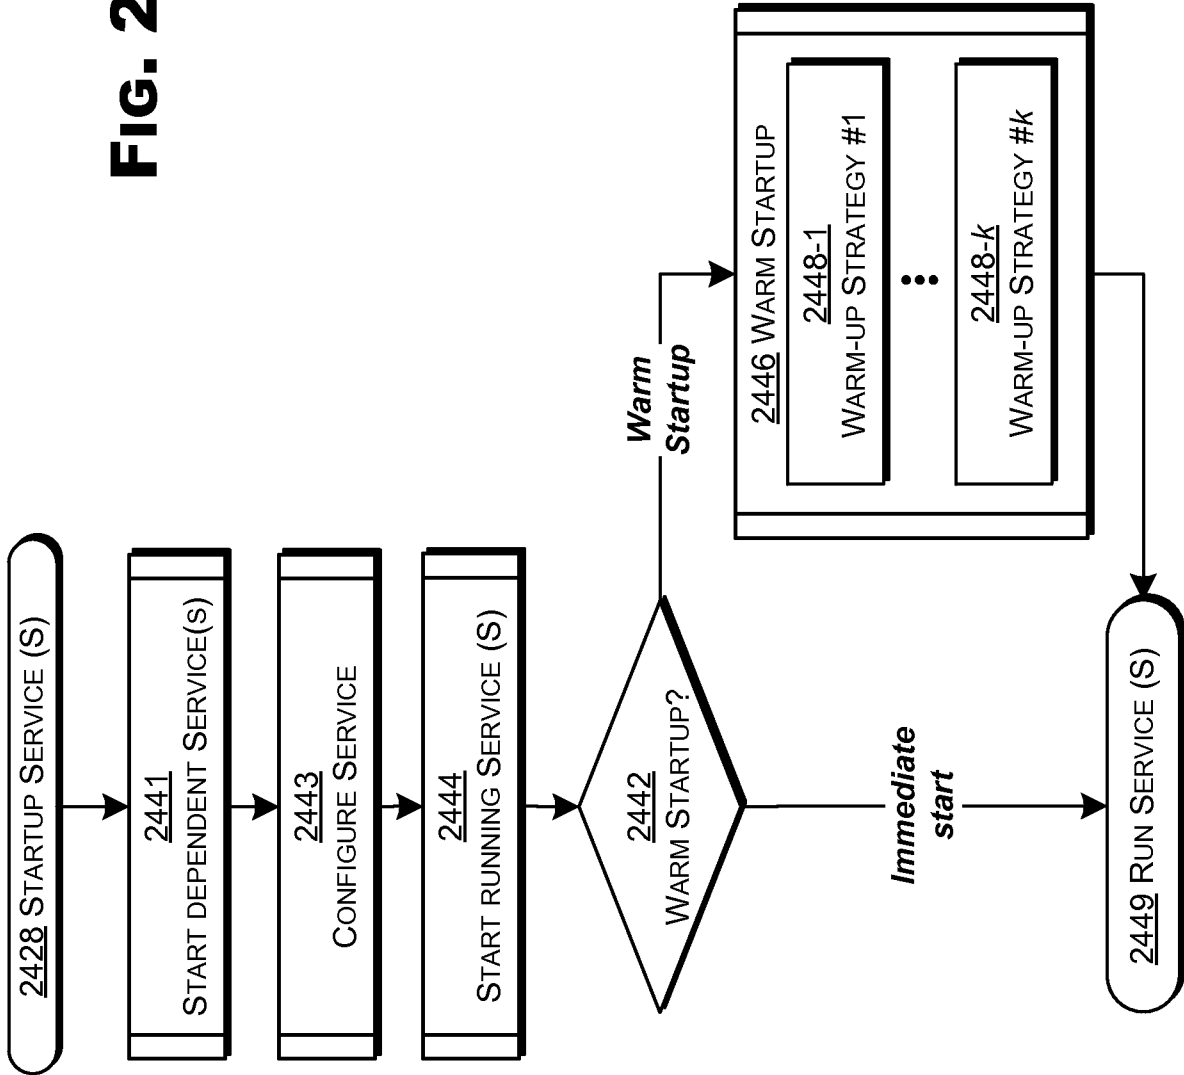 FIG. 2
2428 STARTUP SERVICE (S)
2441
START DEPENDENT SERVICE(S)
2443
CONFIGURE SERVICE
2444
START RUNNING SERVICE (S)
2442
WARM STARTUP?
Warm
Startup
2446 WARM STARTUP
2448-1
WARM-UP STRATEGY #1
2448-k
WARM-UP STRATEGY #k
Immediate
start
2449 RUN SERVICE (S)